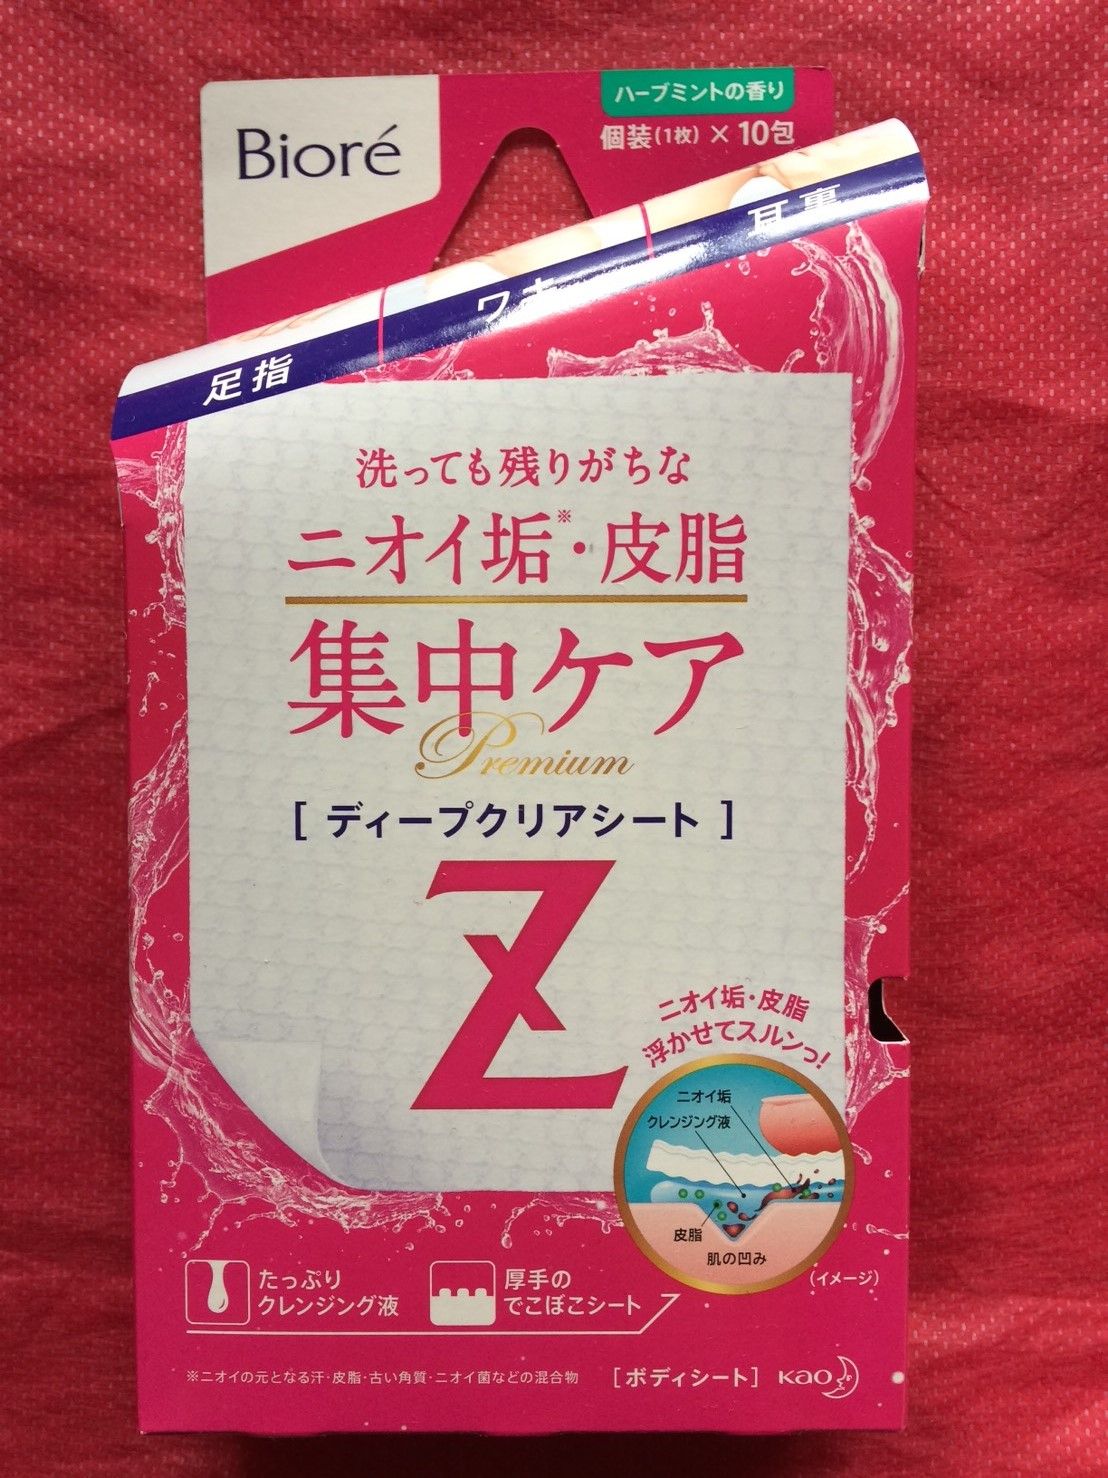 Bioré
ハーブミントの香り
個装(1枚) × 10包
足指
ワキ
耳裏
洗っても残りがちな
ニオイ垢※・皮脂
集中ケア
Premium
[ ディープクリアシート ]
Z
ニオイ垢・皮脂
浮かせてスルンっ!
ニオイ垢
クレンジング液
皮脂
肌の凹み
(イメージ)
たっぷり
クレンジング液
厚手の
でこぼこシート
※ニオイの元となる汗・皮脂・古い角質・ニオイ菌などの混合物
[ボディシート]
Kao